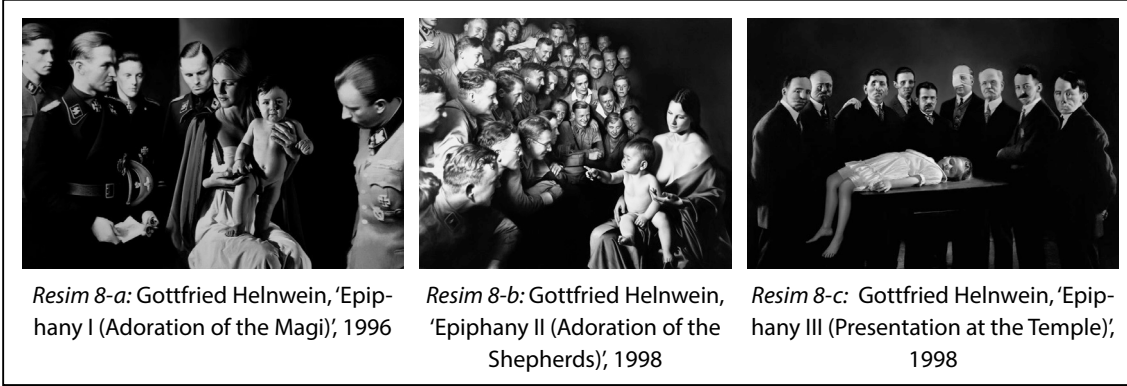 Resim 8-a: Gottfried Helnwein, ‘Epip-
hany I (Adoration of the Magi)’, 1996
Resim 8-b: Gottfried Helnwein,
‘Epiphany II (Adoration of the
Shepherds)’, 1998
Resim 8-c: Gottfried Helnwein, ‘Epip-
hany III (Presentation at the Temple)’,
1998